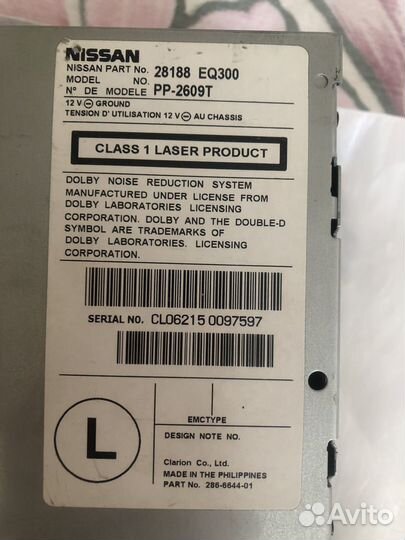 NISSAN
NISSAN PART No. 28188 EQ300
MODEL NO.
N° DE MODELE PP-2609T
12 V ⊖ GROUND
TENSION D' UTILISATION 12 V ⊖ AU CHASSIS
CLASS 1 LASER PRODUCT
DOLBY NOISE REDUCTION SYSTEM
MANUFACTURED UNDER LICENSE FROM
DOLBY LABORATORIES LICENSING
CORPORATION. DOLBY AND THE DOUBLE-D
SYMBOL ARE TRADEMARKS OF
DOLBY LABORATORIES. LICENSING
CORPORATION.
SERIAL NO. CL06215 0097597
L
EMCTYPE
DESIGN NOTE NO.
Clarion Co., Ltd.
MADE IN THE PHILIPPINES
PART No. 286-6644-01
Avito